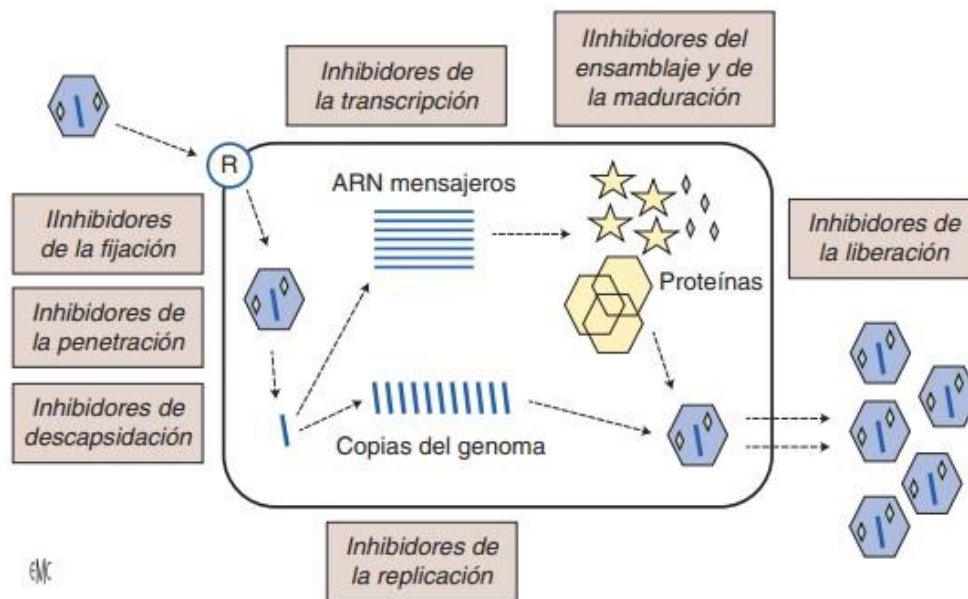 Inhibidores de
la transcripción
IInhibidores del
ensamblaje y de
la maduración
R
ARN mensajeros
IInhibidores
de la fijación
Inhibidores de
la liberación
Proteínas
Inhibidores de
la penetración
Inhibidores de
descapsidación
Copias del genoma
Inhibidores de
la replicación
EMC